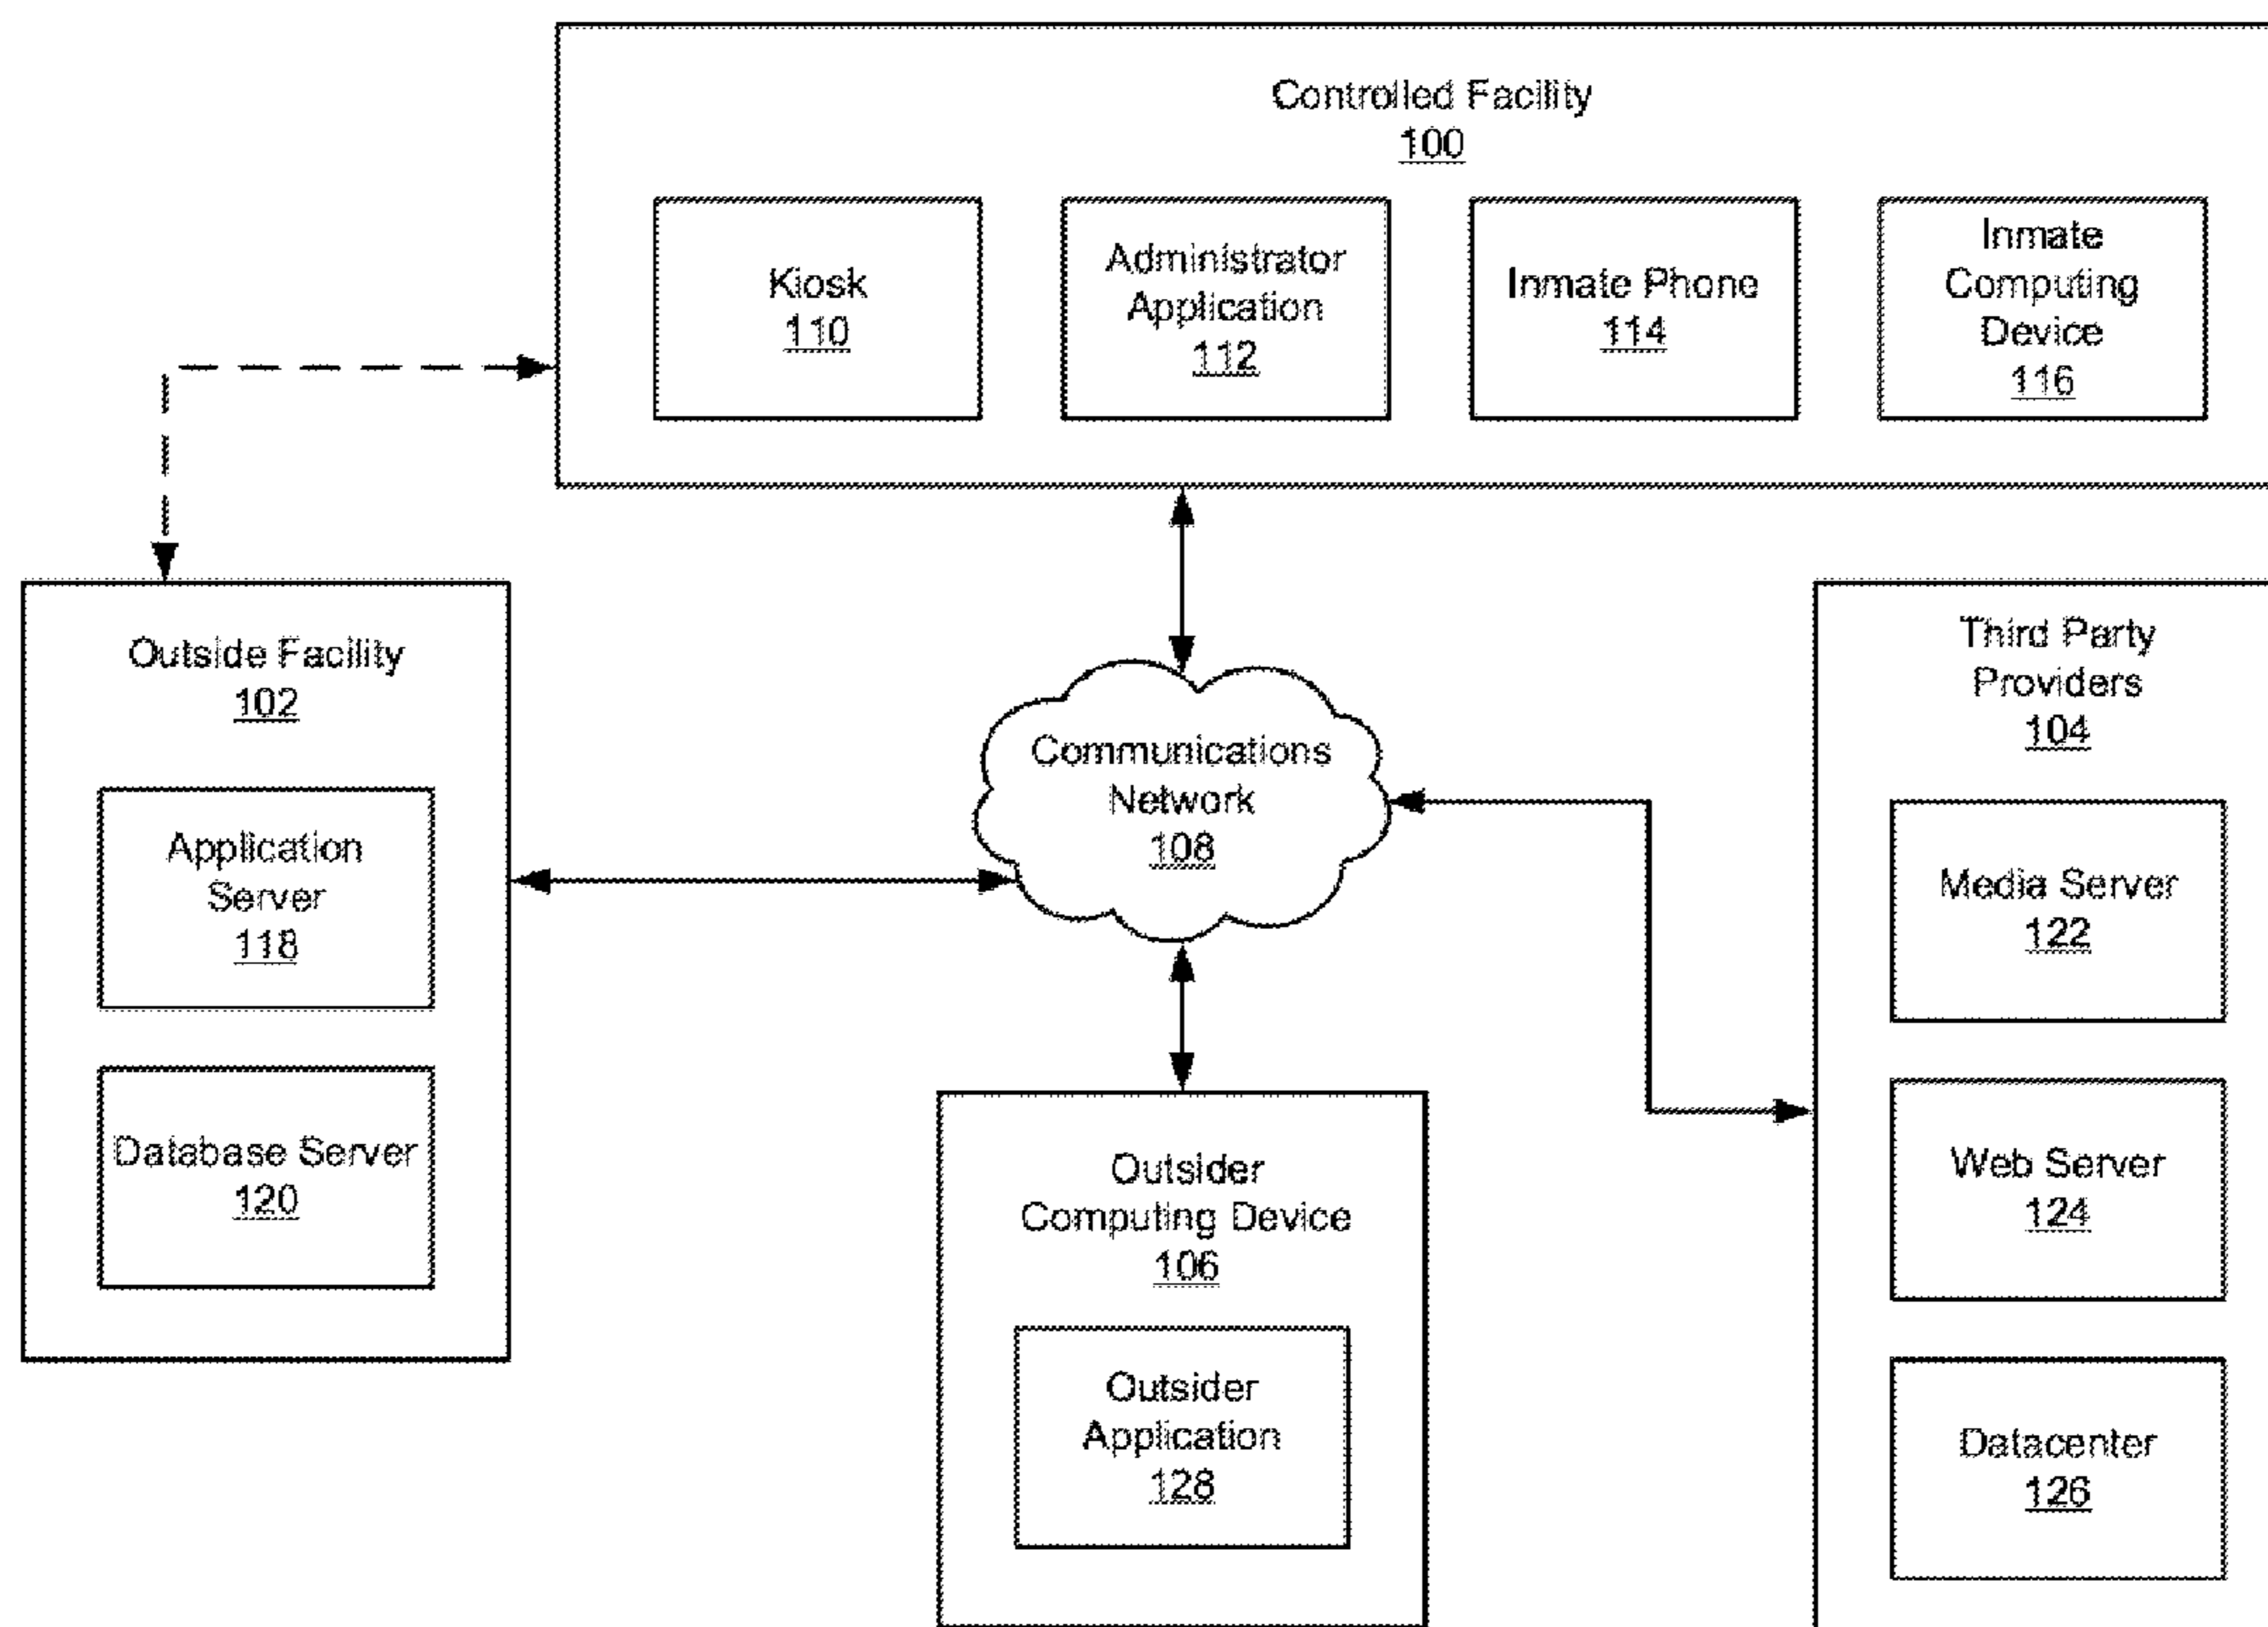 Controlled Facility
100
Kiosk
110
Administrator
Application
112
Inmate Phone
114
Inmate
Computing
Device
116
Outside Facility
102
Application
Server
118
Database Server
120
Communications
Network
108
Outsider
Computing Device
106
Outsider
Application
128
Third Party
Providers
104
Media Server
122
Web Server
124
Datacenter
126